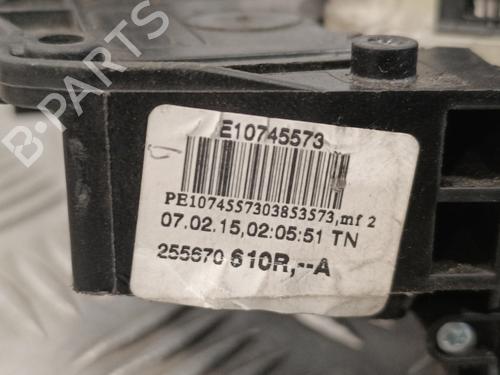 B-PARTS
E10745573
PE1074557303853573,mf 2
07.02.15,02:05:51 TN
255670 610R,--A